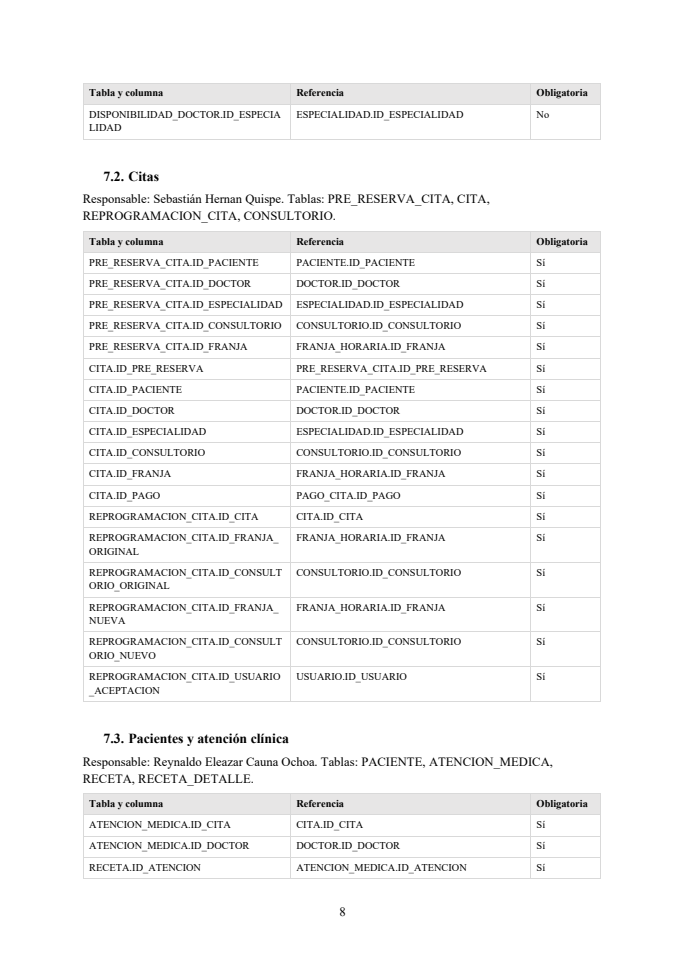 Tabla y columna Referencia Obligatoria
DISPONIBILIDAD_DOCTOR.ID_ESPECIA ESPECIALIDAD.ID_ESPECIALIDAD No
LIDAD
7.2. Citas
Responsable: Sebastián Hernan Quispe. Tablas: PRE_RESERVA_CITA, CITA,
REPROGRAMACION_CITA, CONSULTORIO.
Tabla y columna Referencia Obligatoria
PRE_RESERVA_CITA.ID_PACIENTE PACIENTE.ID_PACIENTE Sí
PRE_RESERVA_CITA.ID_DOCTOR DOCTOR.ID_DOCTOR Sí
PRE_RESERVA_CITA.ID_ESPECIALIDAD ESPECIALIDAD.ID_ESPECIALIDAD Sí
PRE_RESERVA_CITA.ID_CONSULTORIO CONSULTORIO.ID_CONSULTORIO Sí
PRE_RESERVA_CITA.ID_FRANJA FRANJA_HORARIA.ID_FRANJA Sí
CITA.ID_PRE_RESERVA PRE_RESERVA_CITA.ID_PRE_RESERVA Sí
CITA.ID_PACIENTE PACIENTE.ID_PACIENTE Sí
CITA.ID_DOCTOR DOCTOR.ID_DOCTOR Sí
CITA.ID_ESPECIALIDAD ESPECIALIDAD.ID_ESPECIALIDAD Sí
CITA.ID_CONSULTORIO CONSULTORIO.ID_CONSULTORIO Sí
CITA.ID_FRANJA FRANJA_HORARIA.ID_FRANJA Sí
CITA.ID_PAGO PAGO_CITA.ID_PAGO Sí
REPROGRAMACION_CITA.ID_CITA CITA.ID_CITA Sí
REPROGRAMACION_CITA.ID_FRANJA_ FRANJA_HORARIA.ID_FRANJA Sí
ORIGINAL
REPROGRAMACION_CITA.ID_CONSULT CONSULTORIO.ID_CONSULTORIO Sí
ORIO_ORIGINAL
REPROGRAMACION_CITA.ID_FRANJA_ FRANJA_HORARIA.ID_FRANJA Sí
NUEVA
REPROGRAMACION_CITA.ID_CONSULT CONSULTORIO.ID_CONSULTORIO Sí
ORIO_NUEVO
REPROGRAMACION_CITA.ID_USUARIO USUARIO.ID_USUARIO Sí
_ACEPTACION
7.3. Pacientes y atención clínica
Responsable: Reynaldo Eleazar Cauna Ochoa. Tablas: PACIENTE, ATENCION_MEDICA,
RECETA, RECETA_DETALLE.
Tabla y columna Referencia Obligatoria
ATENCION_MEDICA.ID_CITA CITA.ID_CITA Sí
ATENCION_MEDICA.ID_DOCTOR DOCTOR.ID_DOCTOR Sí
RECETA.ID_ATENCION ATENCION_MEDICA.ID_ATENCION Sí
8